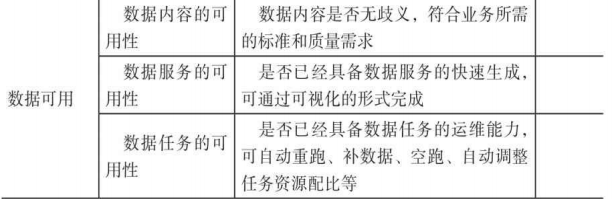 数据内容的可
用性
数据内容是否无歧义，符合业务所需
的标准和质量需求
数据可用
数据服务的可
用性
是否已经具备数据服务的快速生成，
可通过可视化的形式完成
数据任务的可
用性
是否已经具备数据任务的运维能力，
可自动重跑、补数据、空跑、自动调整
任务资源配比等